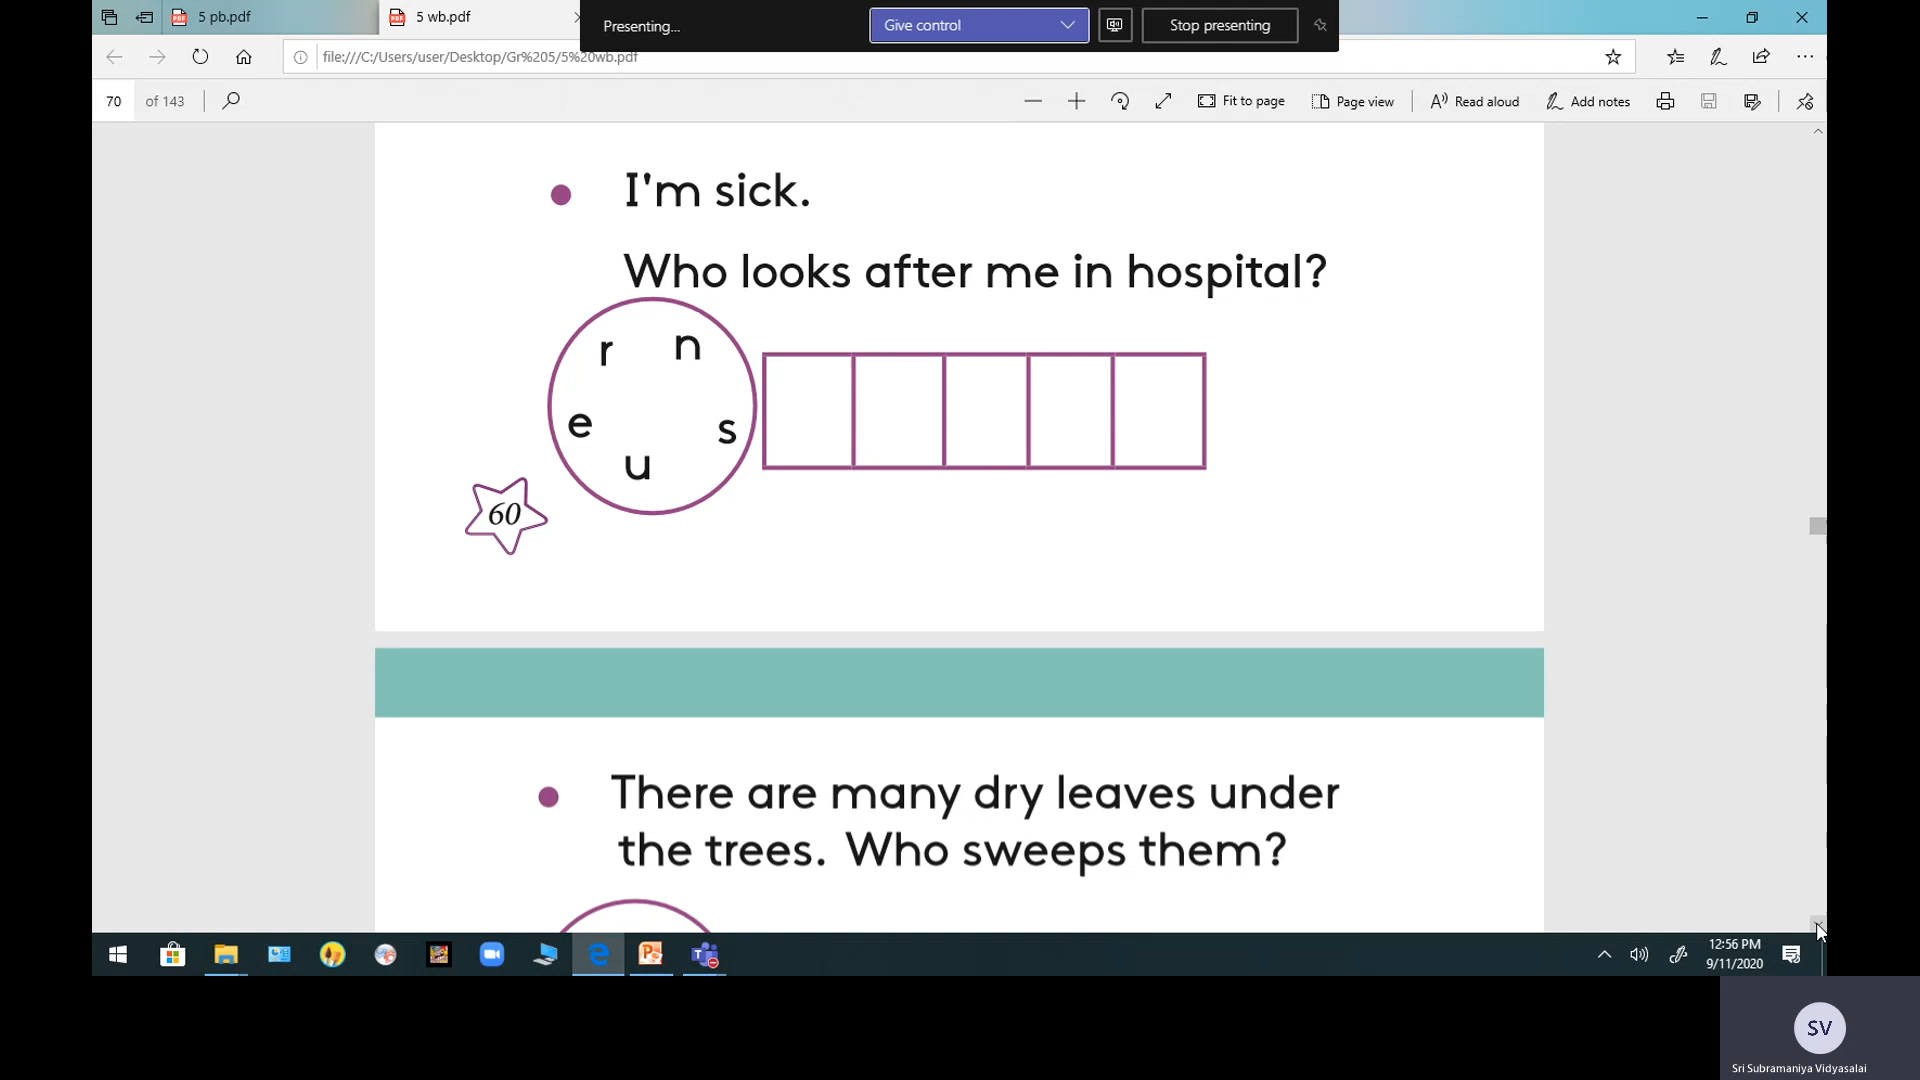 5 pb.pdf
5 wb.pdf
Presenting...
Give control
Stop presenting
file:///C:/Users/user/Desktop/Gr%205/5%20wb.pdf
70 of 143
Fit to page
Page view
Read aloud
Add notes
I'm sick.
Who looks after me in hospital?
r n
e s
u
60
There are many dry leaves under
the trees. Who sweeps them?
12:56 PM
9/11/2020
SV
Sri Subramaniya Vidyasalai